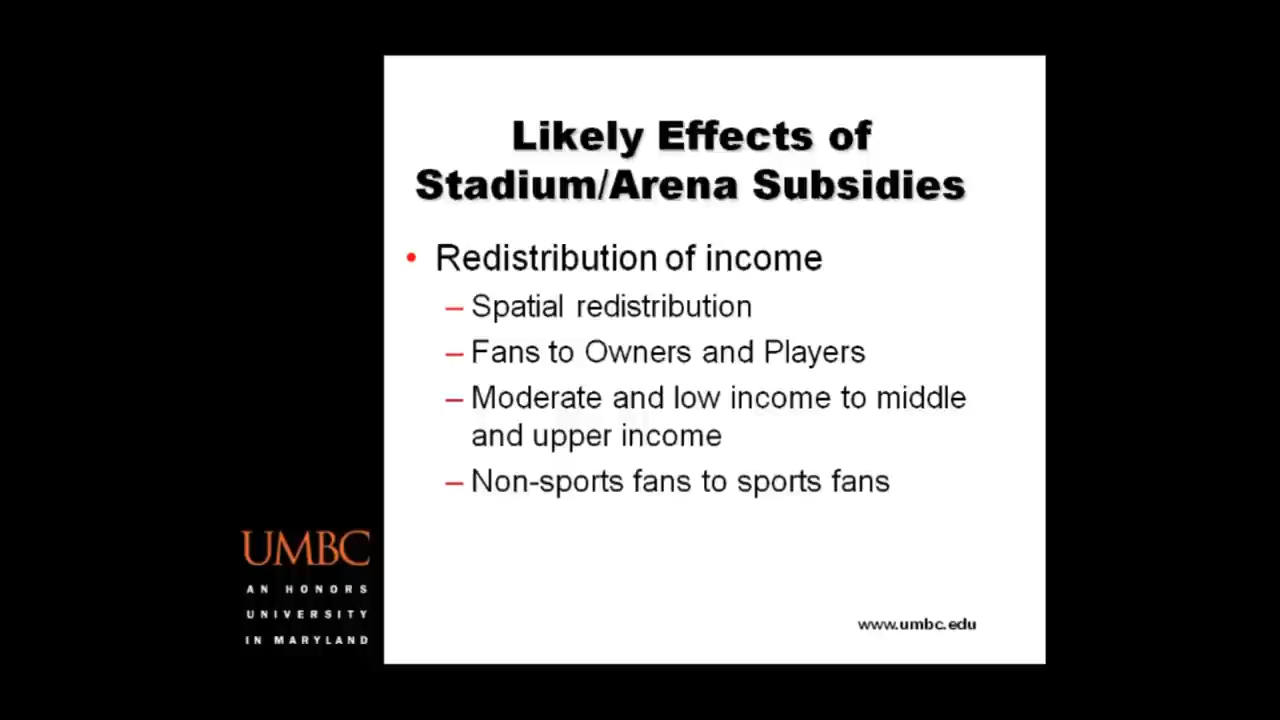 Likely Effects of
Stadium/Arena Subsidies
• Redistribution of income
– Spatial redistribution
– Fans to Owners and Players
– Moderate and low income to middle
and upper income
– Non-sports fans to sports fans
UMBC
AN HONORS
UNIVERSITY
IN MARYLAND
www.umbc.edu